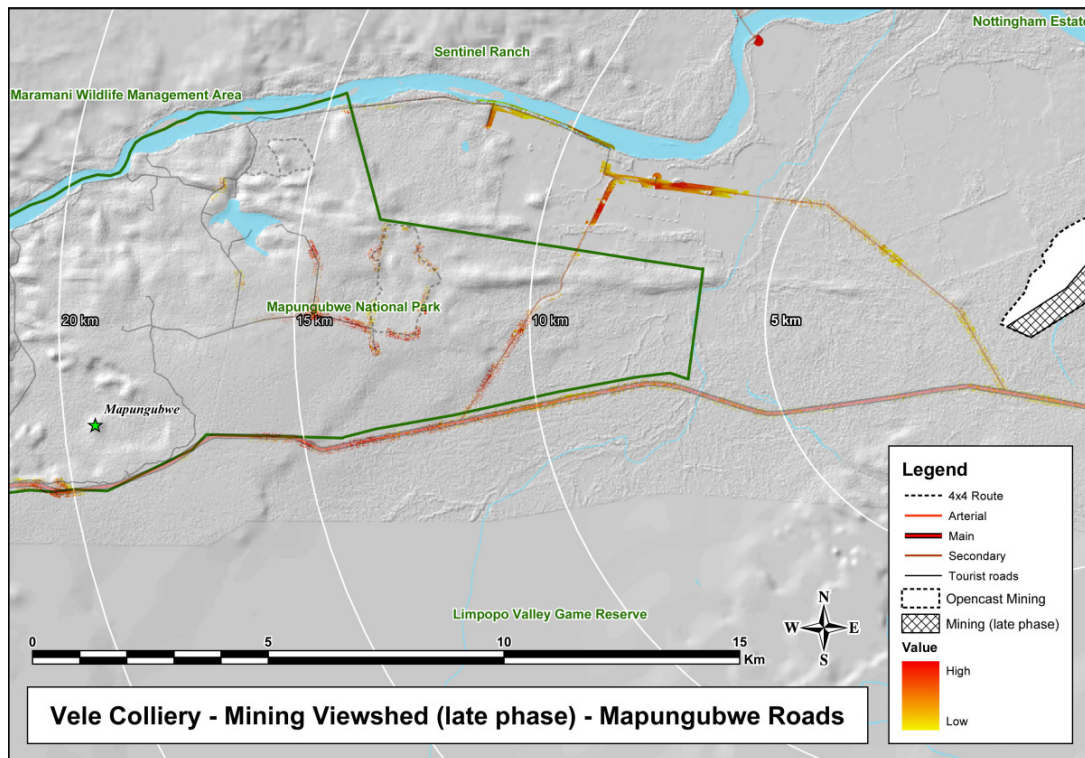 Nottingham Estate
Sentinel Ranch
Maramani Wildlife Management Area
Mapungubwe National Park
20 km
15 km
10 km
5 km
Mapungubwe
Limpopo Valley Game Reserve
0 5 10 15
Km
N
W E
S
Legend
4x4 Route
Arterial
Main
Secondary
Tourist roads
Opencast Mining
Mining (late phase)
Value
High
Low
Vele Colliery - Mining Viewshed (late phase) - Mapungubwe Roads